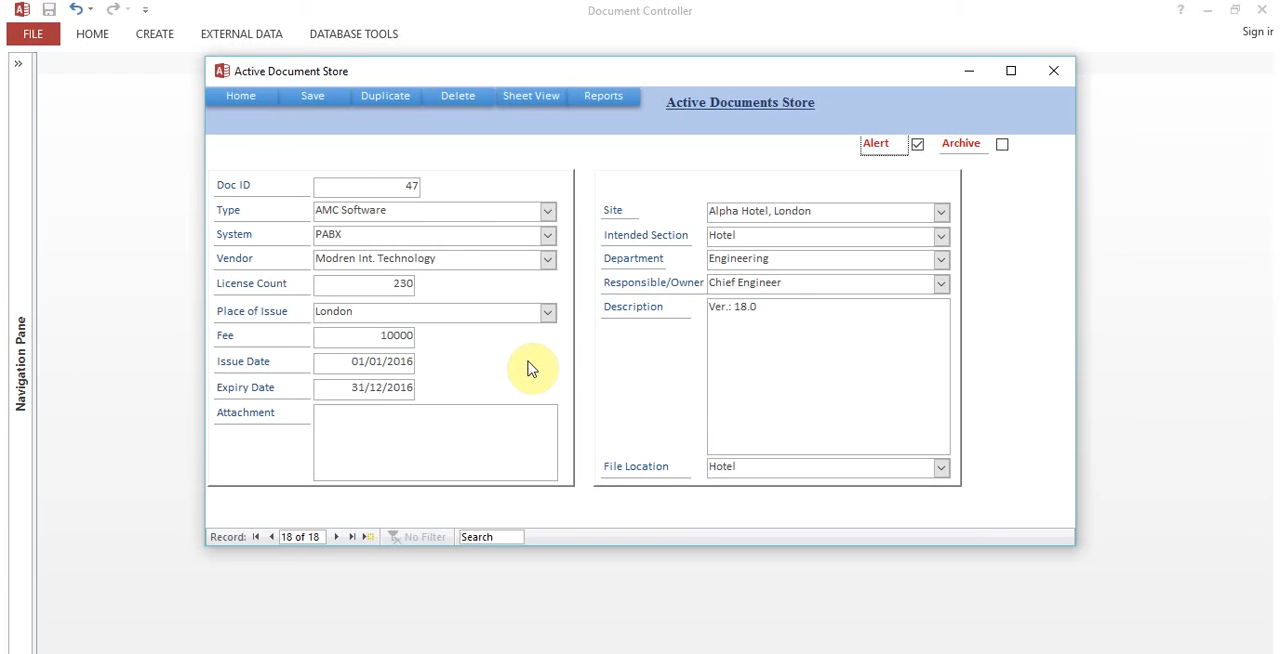 Document Controller
?
FILE HOME CREATE EXTERNAL DATA DATABASE TOOLS
Sign in
Active Document Store
Home Save Duplicate Delete Sheet View Reports
Active Documents Store
Alert Archive
Doc ID 47
Type AMC Software
System PABX
Vendor Modren Int. Technology
License Count 230
Place of Issue London
Fee 10000
Issue Date 01/01/2016
Expiry Date 31/12/2016
Attachment
Site Alpha Hotel, London
Intended Section Hotel
Department Engineering
Responsible/Owner Chief Engineer
Description Ver.: 18.0
File Location Hotel
Record: 18 of 18 No Filter Search
Navigation Pane